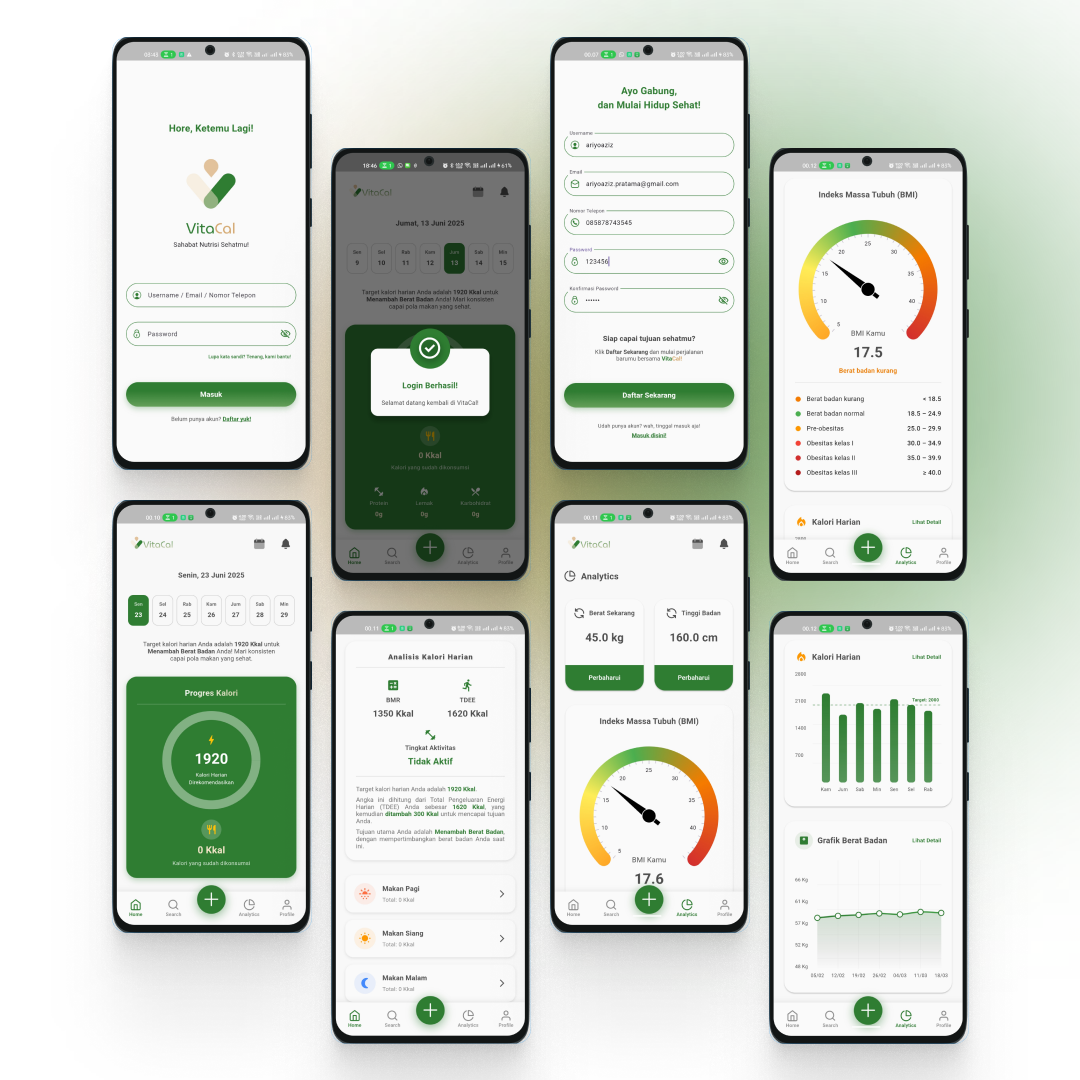 00:43
85%
Hore, Ketemu Lagi!
VitaCal
Sahabat Nutrisi Sehatmu!
Username / Email / Nomor Telepon
Password
Lupa kata sandi? Tenang, kami bantu!
Masuk
Belum punya akun? Daftar yuk!
18:46
61%
VitaCal
Jumat, 13 Juni 2025
Sen Sel Rab Kam Jum Sab Min
9 10 11 12 13 14 15
Target kalori harian Anda adalah 1920 Kkal untuk
Menambah Berat Badan Anda! Mari konsisten
capai pola makan yang sehat.
Login Berhasil!
Selamat datang kembali di VitaCal!
0 Kkal
Kalori yang sudah dikonsumsi
Protein Lemak Karbohidrat
0g 0g 0g
Home Search Analytics Profile
85%
Ayo Gabung,
dan Mulai Hidup Sehat!
Username
ariyoaziz
Email
ariyoaziz.pratama@gmail.com
Nomor Telepon
085878743545
Password
123456
Konfirmasi Password
••••••
Siap capai tujuan sehatmu?
Klik Daftar Sekarang dan mulai perjalanan
barumu bersama VitaCal!
Daftar Sekarang
Udah punya akun? wah, tinggal masuk aja!
Masuk disini!
00:12
Indeks Massa Tubuh (BMI)
5 10 15 20 25 30 35 40
BMI Kamu
17.5
Berat badan kurang
Berat badan kurang < 18.5
Berat badan normal 18.5 – 24.9
Pre-obesitas 25.0 – 29.9
Obesitas kelas I 30.0 – 34.9
Obesitas kelas II 35.0 – 39.9
Obesitas kelas III ≥ 40.0
Kalori Harian Lihat Detail
2800
Home Search Analytics Profile
00:10
VitaCal
Senin, 23 Juni 2025
Sen Sel Rab Kam Jum Sab Min
23 24 25 26 27 28 29
Target kalori harian Anda adalah 1920 Kkal untuk
Menambah Berat Badan Anda! Mari konsisten
capai pola makan yang sehat.
Progres Kalori
1920
Kalori Harian
Direkomendasikan
0 Kkal
Kalori yang sudah dikonsumsi
Home Search Analytics Profile
00:11
Analisis Kalori Harian
BMR TDEE
1350 Kkal 1620 Kkal
Tingkat Aktivitas
Tidak Aktif
Target kalori harian Anda adalah 1920 Kkal.
Angka ini dihitung dari Total Pengeluaran Energi
Harian (TDEE) Anda sebesar 1620 Kkal, yang
kemudian ditambah 300 Kkal untuk mencapai tujuan
Anda.
Tujuan utama Anda adalah Menambah Berat Badan,
dengan mempertimbangkan berat badan Anda saat
ini.
Makan Pagi
Total: 0 Kkal
Makan Siang
Total: 0 Kkal
Makan Malam
Total: 0 Kkal
Home Search Analytics Profile
00:11
VitaCal
Analytics
Berat Sekarang Tinggi Badan
45.0 kg 160.0 cm
Perbaharui Perbaharui
Indeks Massa Tubuh (BMI)
5 10 15 20 25 30 35 40
BMI Kamu
17.6
Home Search Analytics Profile
00:12
Kalori Harian Lihat Detail
2800
Target: 2000
2100
1400
700
Kam Jum Sab Min Sen Sel Rab
Grafik Berat Badan Lihat Detail
66 Kg
61 Kg
57 Kg
52 Kg
48 Kg
05/02 12/02 19/02 26/02 04/03 11/03 18/03
Home Search Analytics Profile